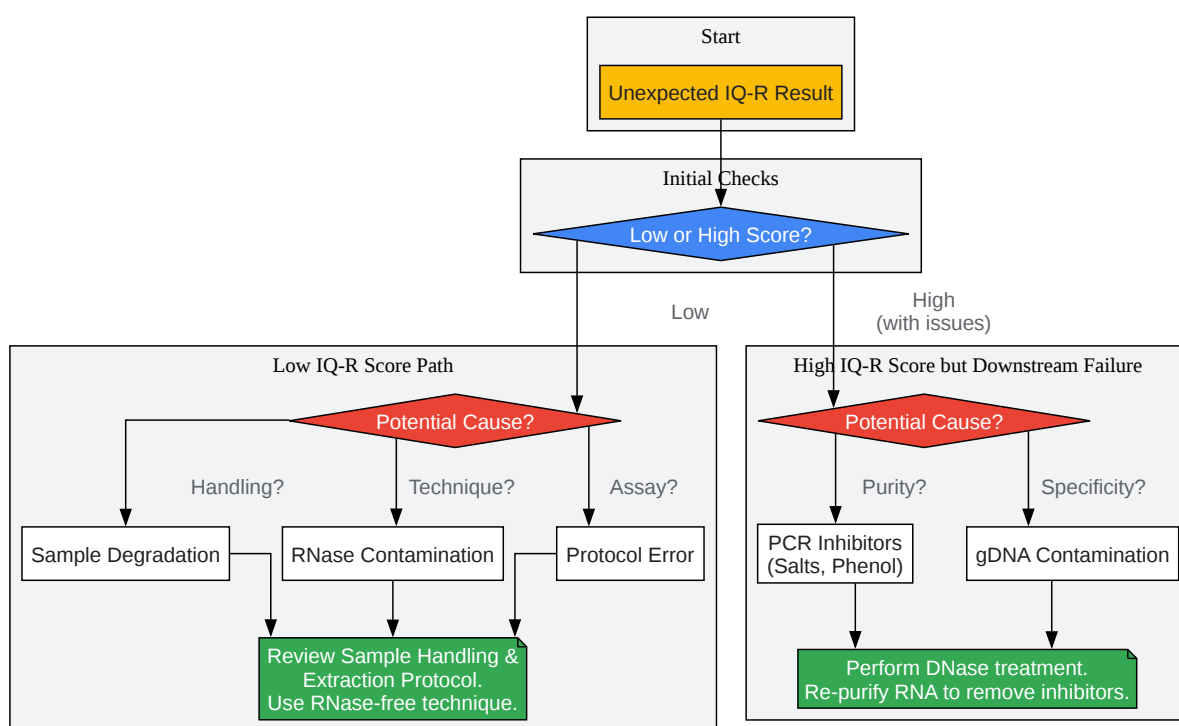 Start
Unexpected IQ-R Result
Initial Checks
Low or High Score?
Low
High
(with issues)
Low IQ-R Score Path
Potential Cause?
Handling?
Technique?
Assay?
Sample Degradation
RNase Contamination
Protocol Error
Review Sample Handling &
Extraction Protocol.
Use RNase-free technique.
High IQ-R Score but Downstream Failure
Potential Cause?
Purity?
Specificity?
PCR Inhibitors
(Salts, Phenol)
gDNA Contamination
Perform DNase treatment.
Re-purify RNA to remove inhibitors.